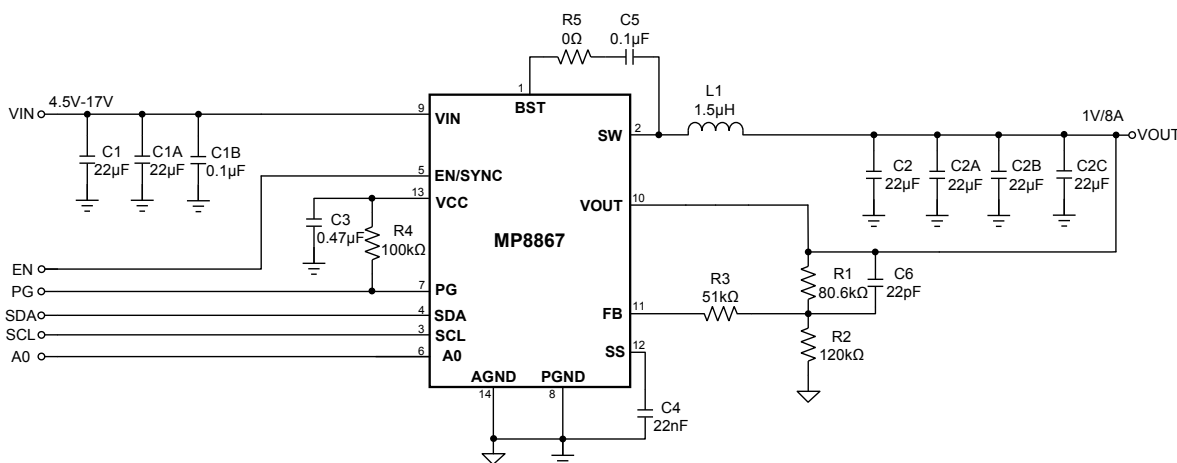 R5
0Ω
C5
0.1µF
1
BST
VIN
4.5V-17V
9
VIN
SW
2
L1
1.5µH
1V/8A
VOUT
C1
22µF
C1A
22µF
C1B
0.1µF
5
EN/SYNC
13
VCC
VOUT
10
C2
22µF
C2A
22µF
C2B
22µF
C2C
22µF
C3
0.47µF
R4
100kΩ
MP8867
EN
PG
7
PG
SDA
4
SDA
SCL
3
SCL
A0
6
A0
R3
51kΩ
R1
80.6kΩ
C6
22pF
FB
11
R2
120kΩ
SS
12
AGND
PGND
14
8
C4
22nF